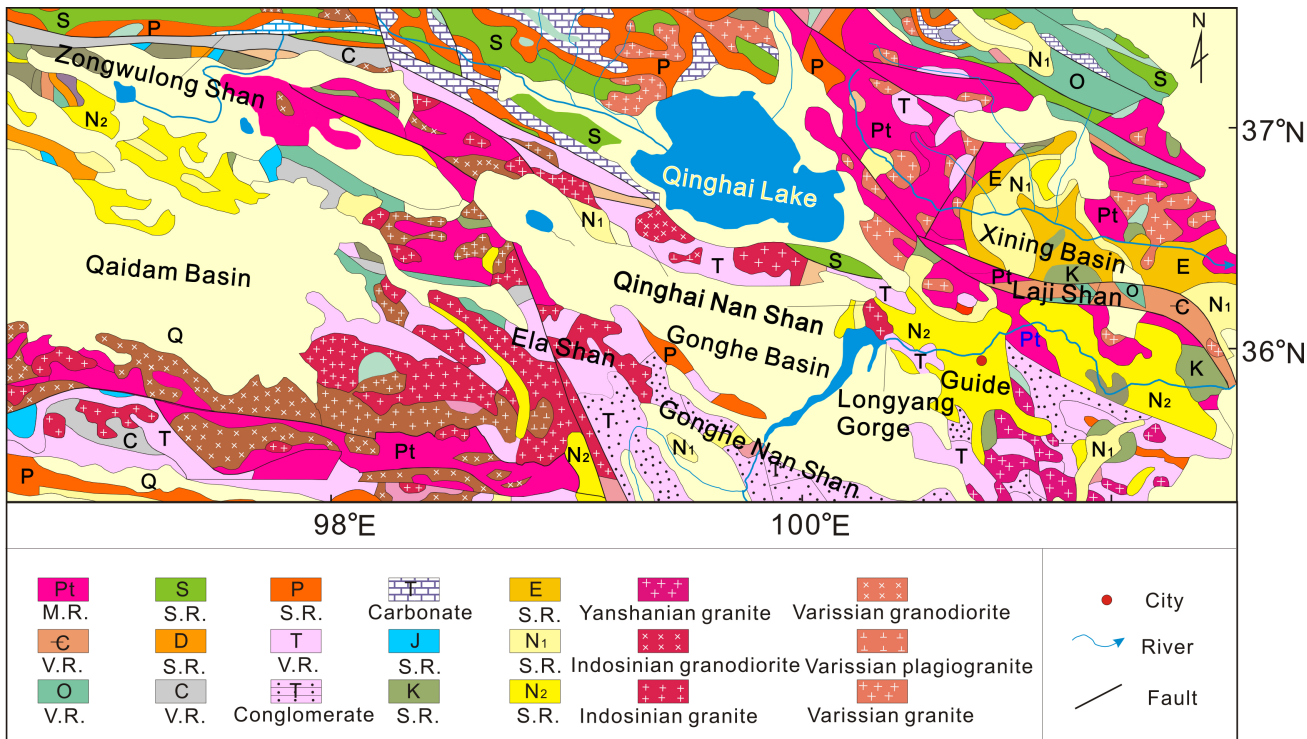 S
P
S
P
P
N
N1
O
S
Zongwulong Shan
C
N2
S
T
Pt
37°N
Qinghai Lake
E
N1
N1
Pt
Xining Basin
Qaidam Basin
T
S
Pt
K
E
Qinghai Nan Shan
T
Laji Shan
O
Є
N1
Q
Ela Shan
Gonghe Basin
N2
Pt
36°N
P
T
Guide
K
Longyang
Gorge
N2
C
T
T
Gonghe Nan Shan
Pt
N2
N1
T
N1
P
Q
98°E
100°E
Pt
M.R.
S
S.R.
P
S.R.
T
Carbonate
E
S.R.
Yanshanian granite
Varissian granodiorite
City
Є
V.R.
D
S.R.
T
V.R.
J
S.R.
N1
S.R.
Indosinian granodiorite
Varissian plagiogranite
River
O
V.R.
C
V.R.
T
Conglomerate
K
S.R.
N2
S.R.
Indosinian granite
Varissian granite
Fault